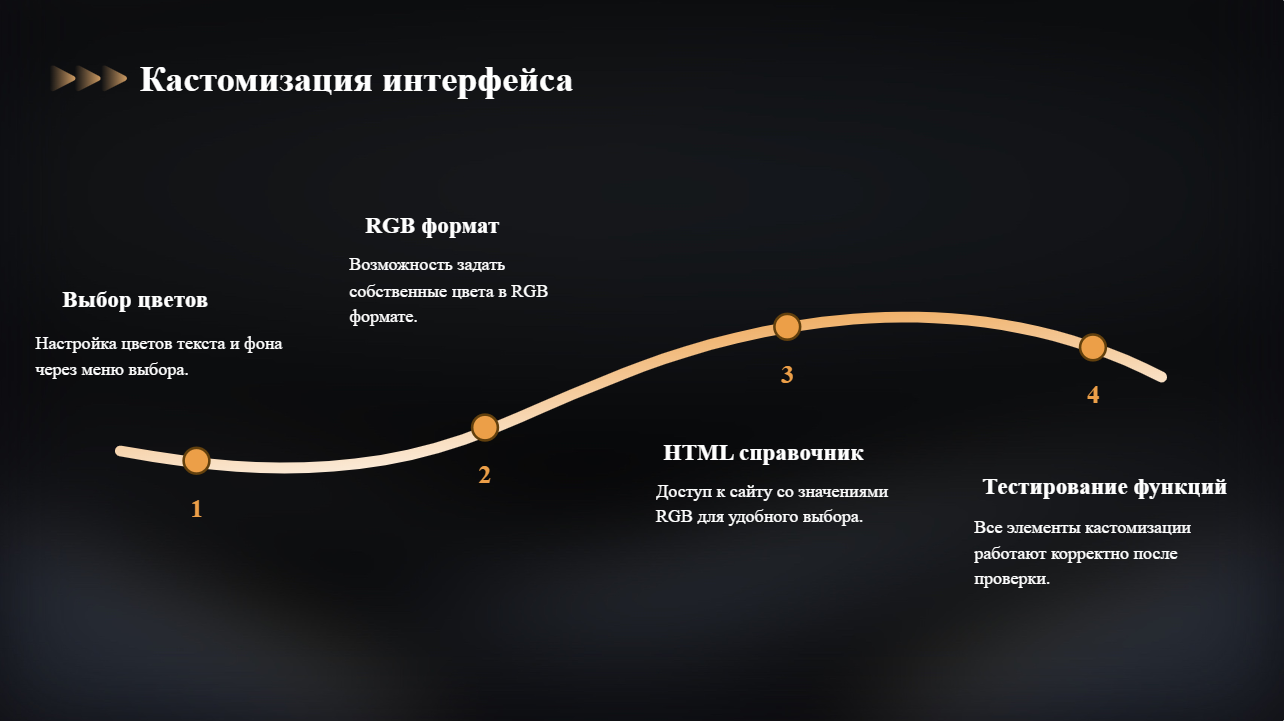 Кастомизация интерфейса
Выбор цветов
Настройка цветов текста и фона
через меню выбора.
1
RGB формат
Возможность задать
собственные цвета в RGB
формате.
2
3
HTML справочник
Доступ к сайту со значениями
RGB для удобного выбора.
4
Тестирование функций
Все элементы кастомизации
работают корректно после
проверки.